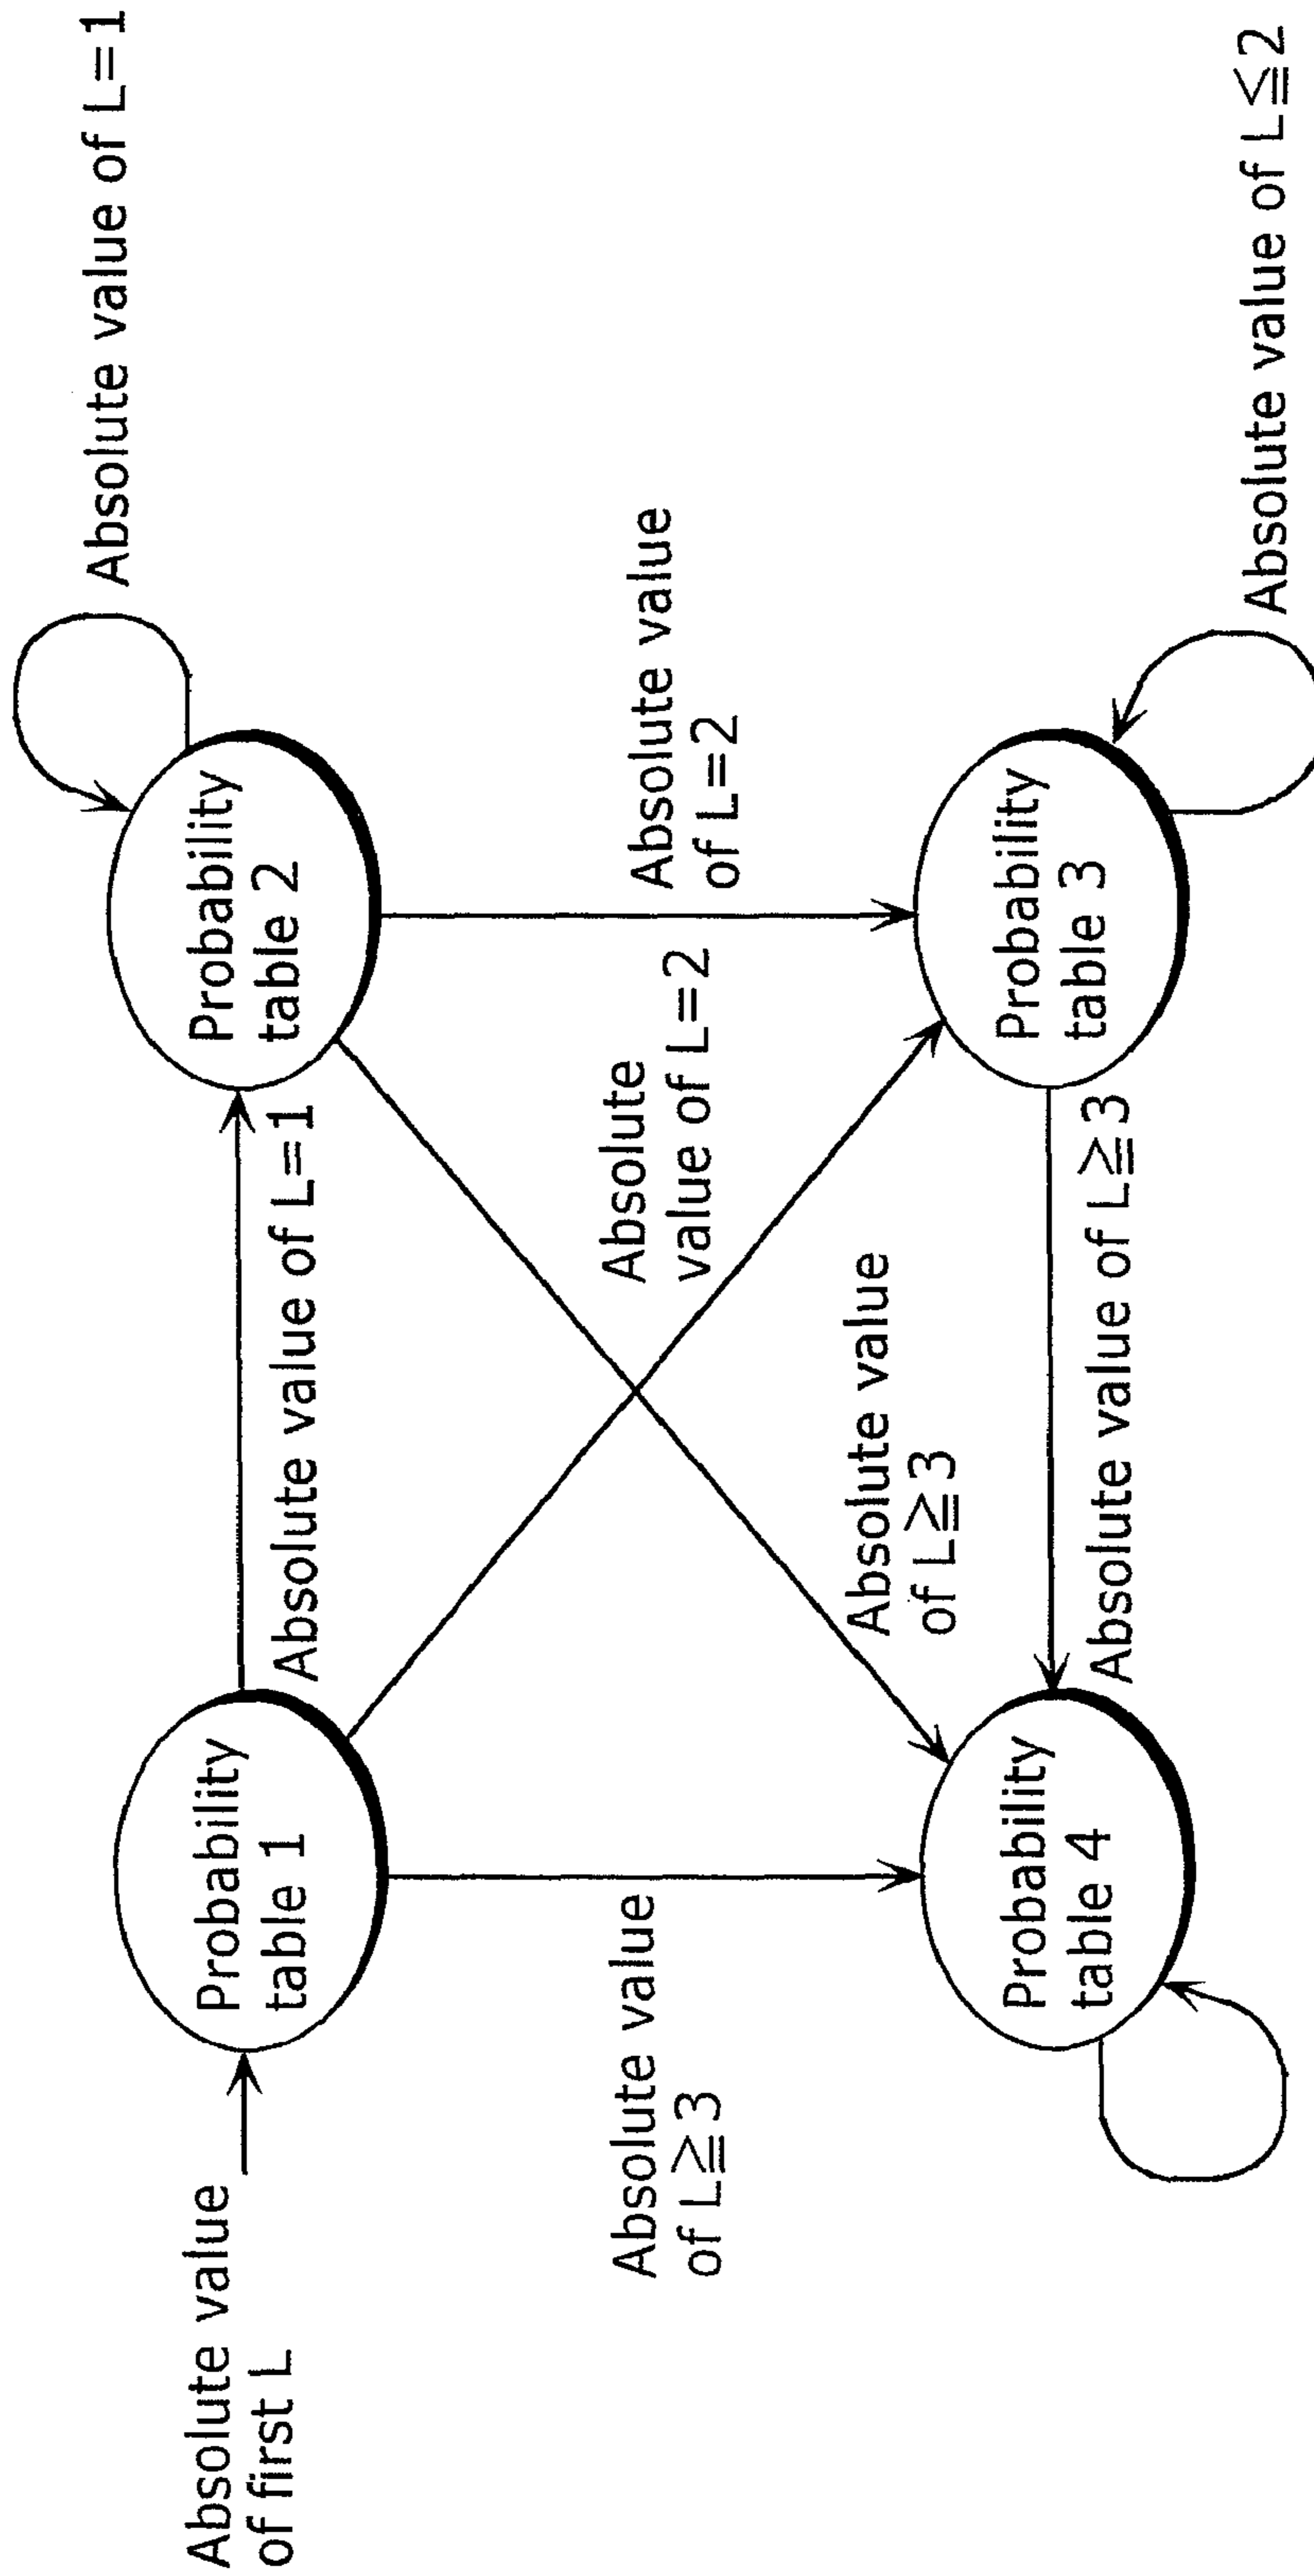 Absolute value
of first L
Probability
table 1
Absolute value of L=1
Probability
table 2
Absolute value of L=1
Absolute value
of L≧3
Absolute
value of L=2
Absolute value
of L=2
Absolute value
of L≧3
Probability
table 4
Absolute value of L≧3
Probability
table 3
Absolute value of L≦2